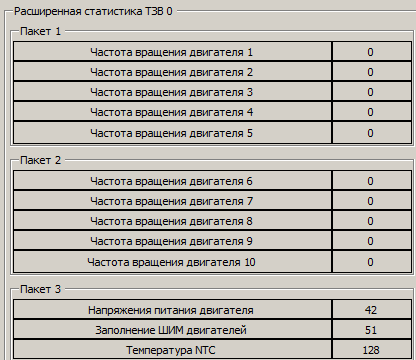 Расширенная статистика ТЗВ 0
Пакет 1
Частота вращения двигателя 1 0
Частота вращения двигателя 2 0
Частота вращения двигателя 3 0
Частота вращения двигателя 4 0
Частота вращения двигателя 5 0
Пакет 2
Частота вращения двигателя 6 0
Частота вращения двигателя 7 0
Частота вращения двигателя 8 0
Частота вращения двигателя 9 0
Частота вращения двигателя 10 0
Пакет 3
Напряжения питания двигателя 42
Заполнение ШИМ двигателей 51
Температура NTC 128